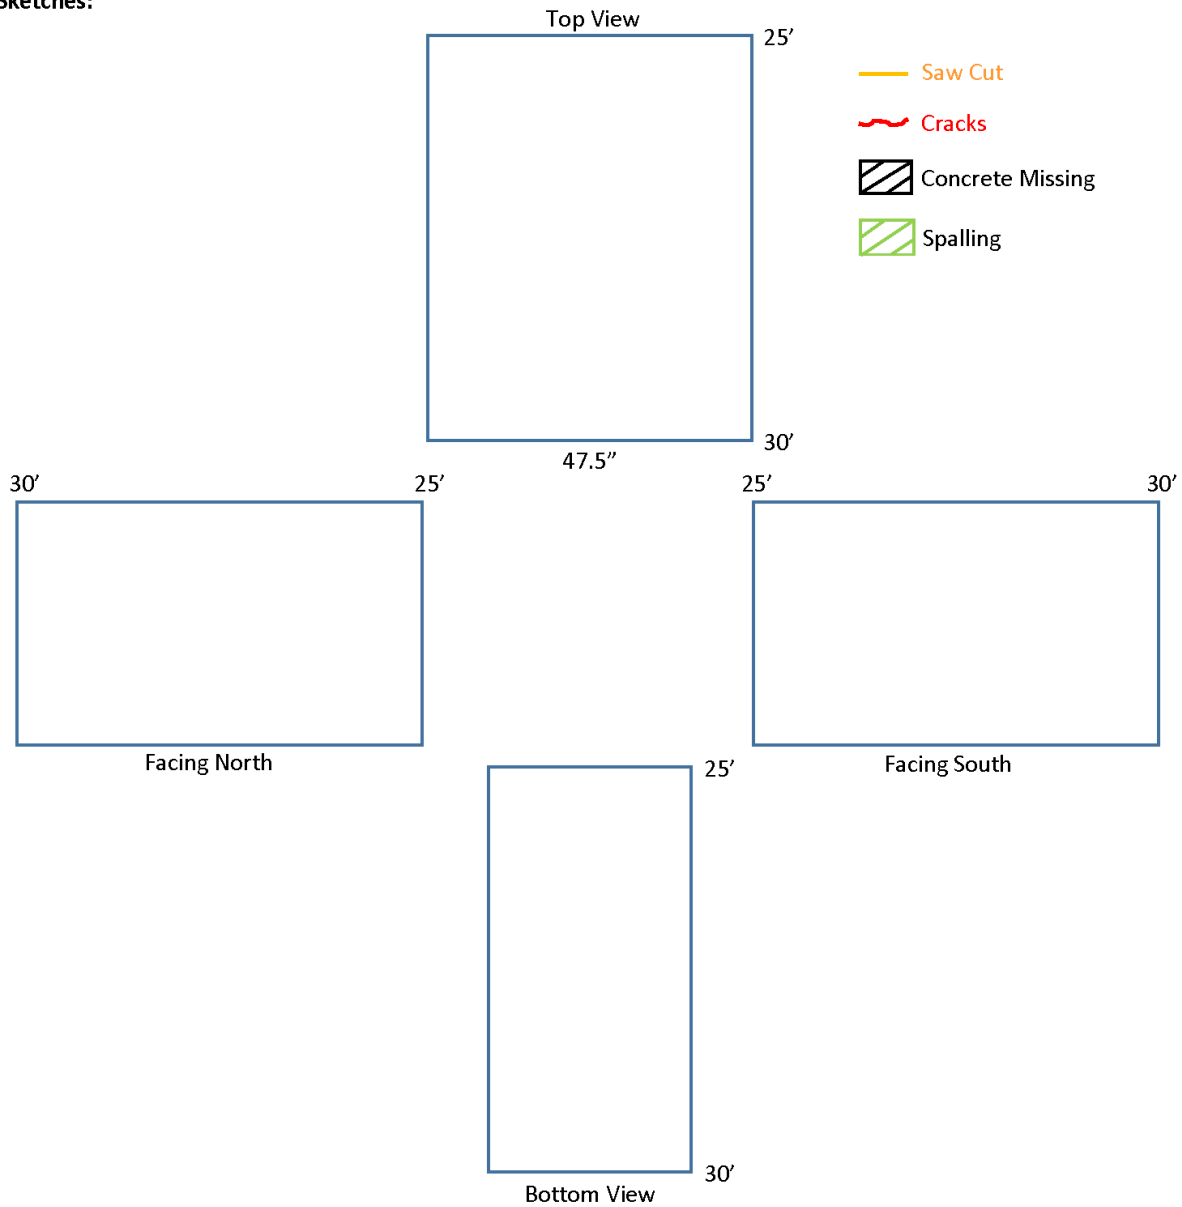 Sketches:
Top View
25’
Saw Cut
Cracks
Concrete Missing
Spalling
30’
47.5”
30’
25’
25’
30’
Facing North
Facing South
25’
30’
Bottom View